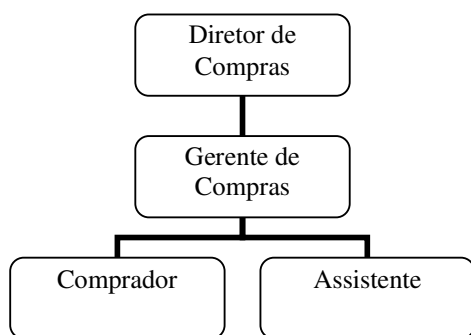 Diretor de
Compras
Gerente de
Compras
Comprador
Assistente